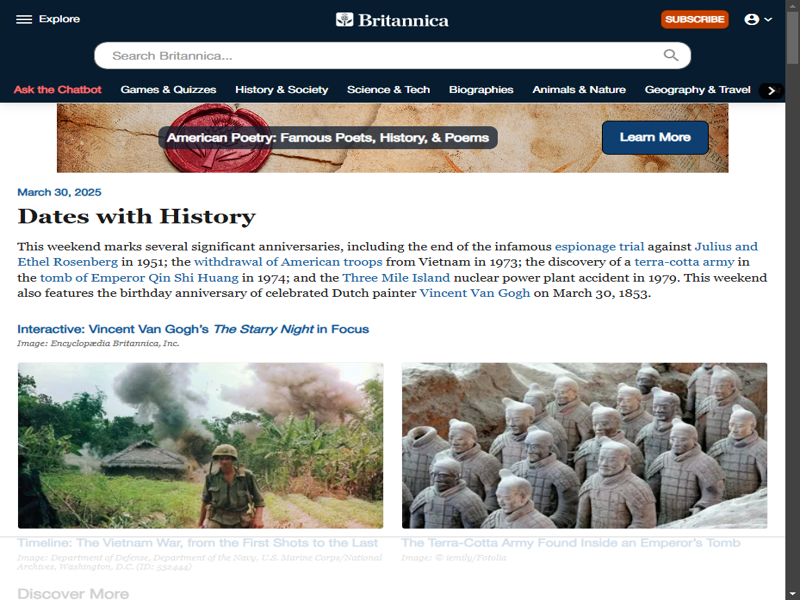 Explore
Britannica
SUBSCRIBE
Search Britannica...
Ask the Chatbot
Games & Quizzes
History & Society
Science & Tech
Biographies
Animals & Nature
Geography & Travel
American Poetry: Famous Poets, History, & Poems
Learn More
March 30, 2025
Dates with History
This weekend marks several significant anniversaries, including the end of the infamous espionage trial against Julius and
Ethel Rosenberg in 1951; the withdrawal of American troops from Vietnam in 1973; the discovery of a terra-cotta army in
the tomb of Emperor Qin Shi Huang in 1974; and the Three Mile Island nuclear power plant accident in 1979. This weekend
also features the birthday anniversary of celebrated Dutch painter Vincent Van Gogh on March 30, 1853.
Interactive: Vincent Van Gogh's The Starry Night in Focus
Image: Encyclopædia Britannica, Inc.
Timeline: The Vietnam War, from the First Shots to the Last
Image: Department of Defense, Department of the Navy, U.S. Marine Corps/National
Archives, Washington, D.C. (ID: 532444)
The Terra-Cotta Army Found Inside an Emperor's Tomb
Image: © ienily/Fotolia
Discover More